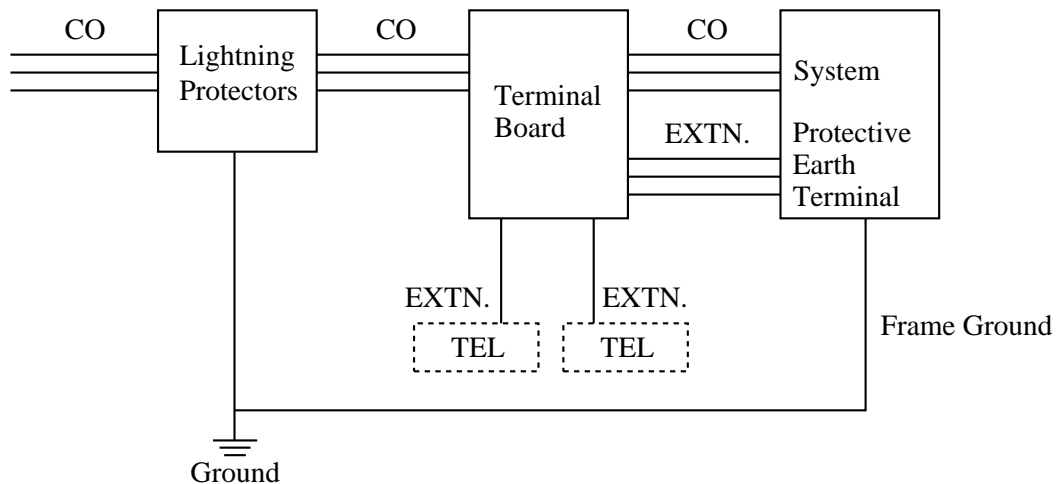 CO
CO
CO
Lightning
Protectors
Terminal
Board
System
EXTN.
Protective
Earth
Terminal
EXTN.
EXTN.
TEL
TEL
Frame Ground
Ground